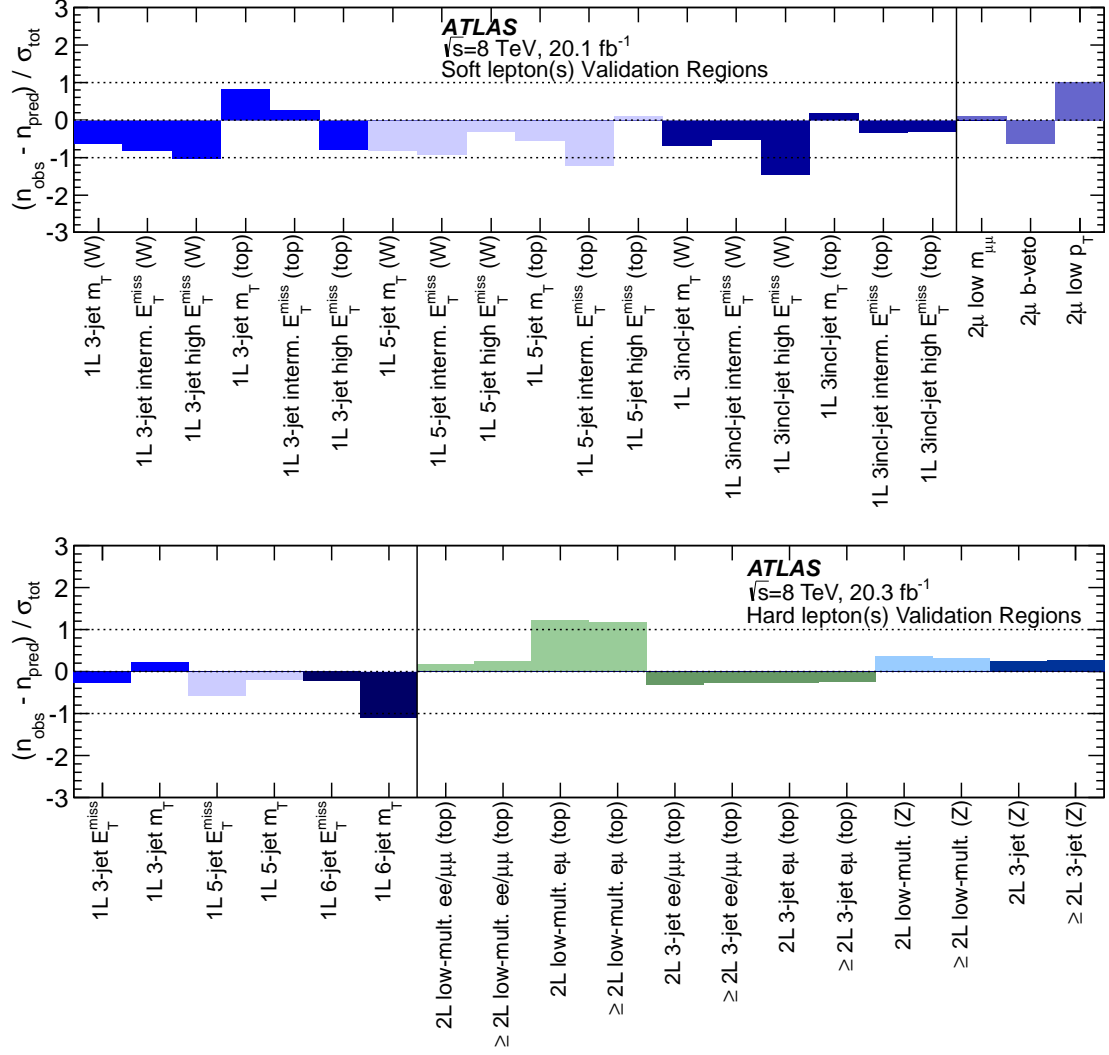 ATLAS
√s=8 TeV, 20.1 fb⁻¹
Soft lepton(s) Validation Regions
(n_obs - n_pred) / σ_tot
3
2
1
0
-1
-2
-3
1L 3-jet m_T (W)
1L 3-jet interm. E_T^miss (W)
1L 3-jet high E_T^miss (W)
1L 3-jet m_T (top)
1L 3-jet interm. E_T^miss (top)
1L 3-jet high E_T^miss (top)
1L 5-jet m_T (W)
1L 5-jet interm. E_T^miss (W)
1L 5-jet high E_T^miss (W)
1L 5-jet m_T (top)
1L 5-jet interm. E_T^miss (top)
1L 5-jet high E_T^miss (top)
1L 3incl-jet m_T (W)
1L 3incl-jet interm. E_T^miss (W)
1L 3incl-jet high E_T^miss (W)
1L 3incl-jet m_T (top)
1L 3incl-jet interm. E_T^miss (top)
1L 3incl-jet high E_T^miss (top)
2μ low m_μμ
2μ b-veto
2μ low p_T
ATLAS
√s=8 TeV, 20.3 fb⁻¹
Hard lepton(s) Validation Regions
(n_obs - n_pred) / σ_tot
3
2
1
0
-1
-2
-3
1L 3-jet E_T^miss
1L 3-jet m_T
1L 5-jet E_T^miss
1L 5-jet m_T
1L 6-jet E_T^miss
1L 6-jet m_T
2L low-mult. ee/μμ (top)
≥ 2L low-mult. ee/μμ (top)
2L low-mult. eμ (top)
≥ 2L low-mult. eμ (top)
2L 3-jet ee/μμ (top)
≥ 2L 3-jet ee/μμ (top)
2L 3-jet eμ (top)
≥ 2L 3-jet eμ (top)
2L low-mult. (Z)
≥ 2L low-mult. (Z)
2L 3-jet (Z)
≥ 2L 3-jet (Z)